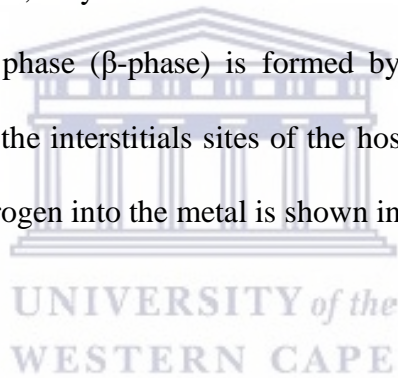 phase (β-phase) is formed by
the interstitials sites of the hos
rogen into the metal is shown in
UNIVERSITY of the
WESTERN CAPE